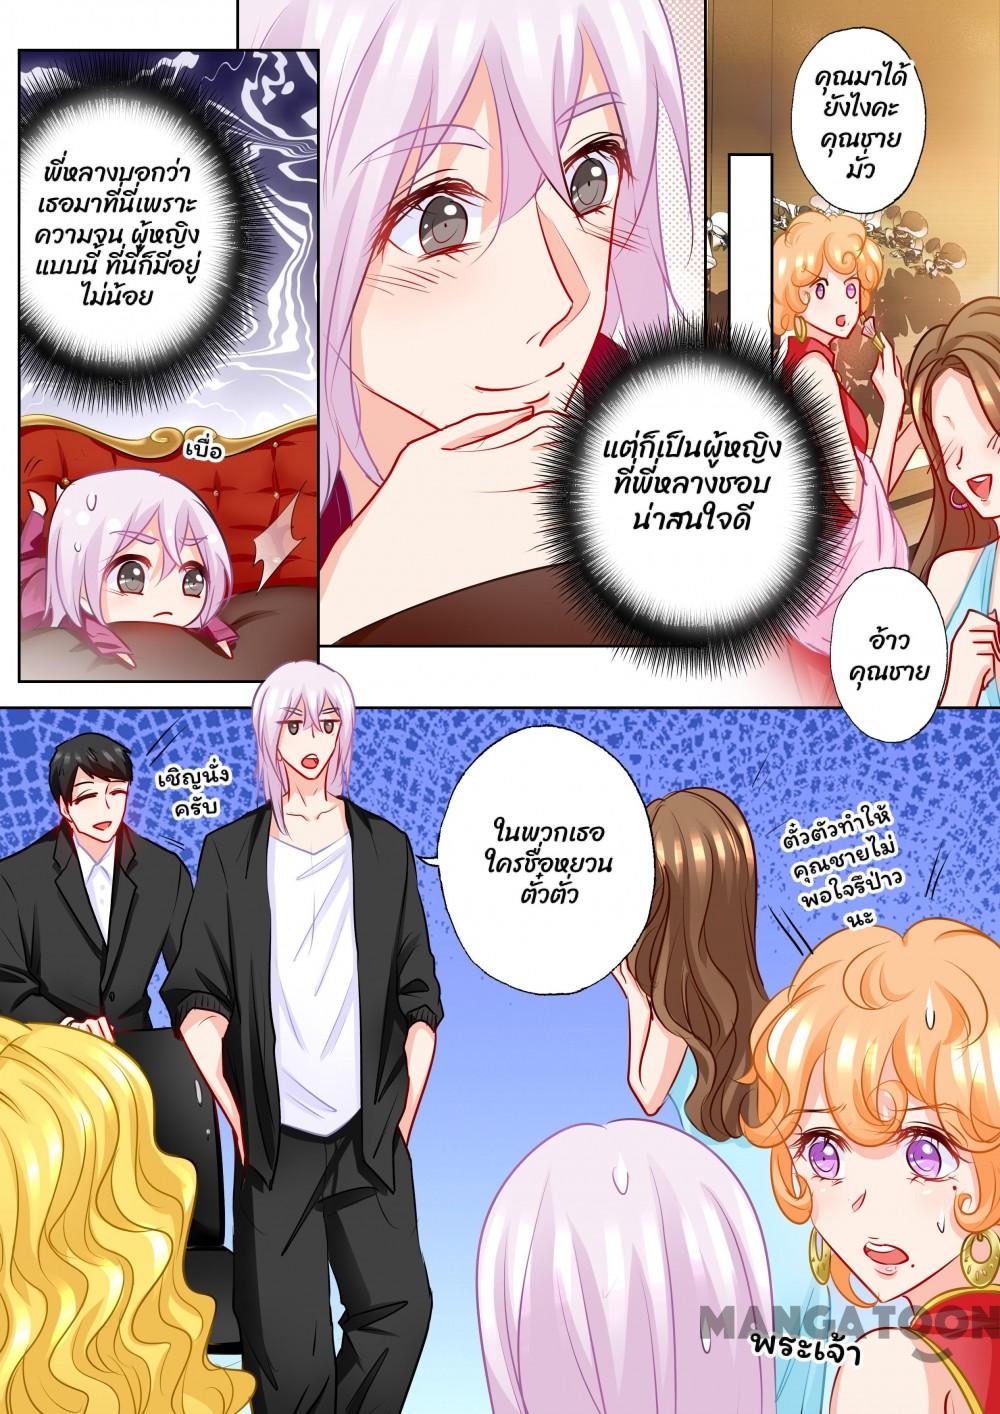 พี่หลางบอกว่า
เธอมาที่นี่เพราะ
ความจน ผู้หญิง
แบบนี้ ที่นี่ก็มีอยู่
ไม่น้อย
เบื่อ
แต่ก็เป็นผู้หญิง
ที่พี่หลางชอบ
น่าสนใจดี
คุณมาได้
ยังไงคะ
คุณชาย
มั่ว
อ้าว
คุณชาย
เชิญนั่ง
ครับ
ในพวกเธอ
ใครชื่อหยวน
ตั๋วตั่ว
ตั๋วตัวทำให้
คุณชายไม่
พอใจรึป่าว
นะ
พระเจ้า
MANGATOON